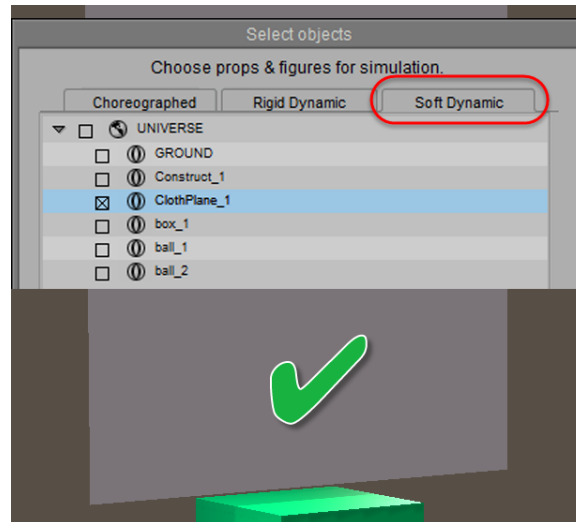 Select objects
Choose props & figures for simulation.
Choreographed Rigid Dynamic Soft Dynamic
UNIVERSE
GROUND
Construct_1
ClothPlane_1
box_1
ball_1
ball_2